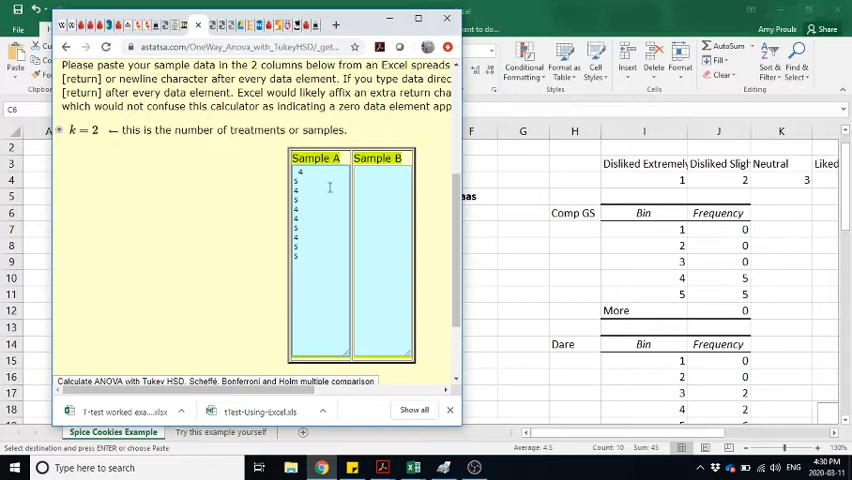 ment to do...
Amy Proulx
Share
File
Hom
astatsa.com/OneWay_Anova_with_TukeyHSD/_get...
AutoSum
Fill
Clear
Paste
Conditional Formatting
Format as Table
Cell Styles
Insert
Delete
Format
Sort & Filter
Find & Select
Styles
Cells
Editing
C6
Please paste your sample data in the 2 columns below from an Excel spreads
[return] or newline character after every data element. If you type data direc
[return] after every data element. Excel would likely affix an extra return cha
which would not confuse this calculator as indicating a zero data element app
k = 2 ← this is the number of treatments or samples.
Sample A Sample B
4
5
4
5
4
4
5
4
5
5
Calculate ANOVA with Tukey HSD, Scheffé, Bonferroni and Holm multiple comparison
T-test worked exa....xlsx
tTest-Using-Excel.xls
Show all
A F G H I J K L
2
3 Disliked Extremely Disliked Sligh Neutral Liked
4 1 2 3
5 aas
6 Comp GS Bin Frequency
7 1 0
8 2 0
9 3 0
10 4 5
11 5 5
12 More 0
13
14 Dare Bin Frequency
15 1 0
16 2 0
17 3 2
18 4 2
Spice Cookies Example
Try this example yourself
Select destination and press ENTER or choose Paste
Average: 4.5 Count: 10 Sum: 45
130%
Type here to search
ENG
4:30 PM
2020-03-11